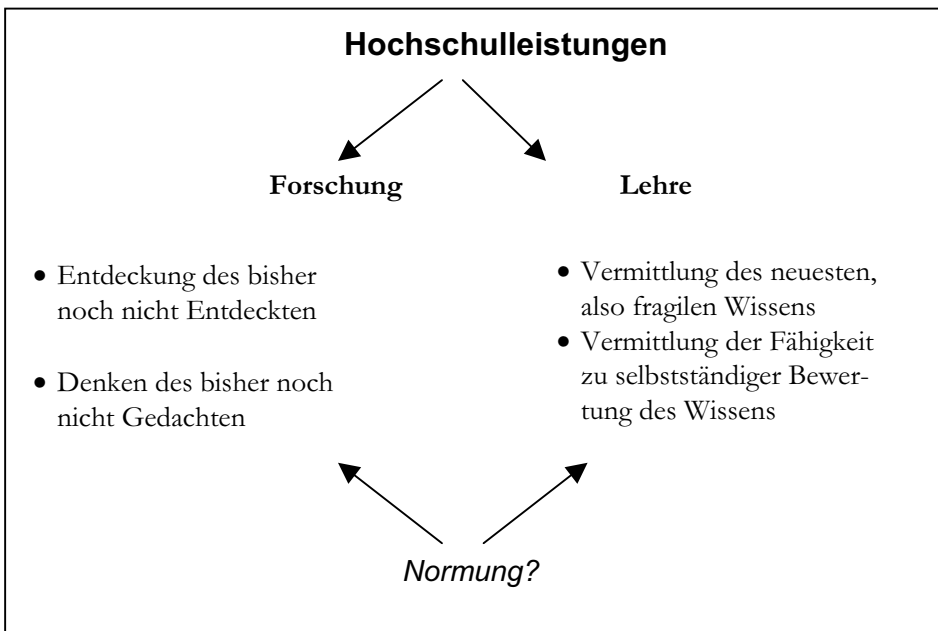 Hochschulleistungen
Forschung
Lehre
• Entdeckung des bisher
noch nicht Entdeckten
• Denken des bisher noch
nicht Gedachten
• Vermittlung des neuesten,
also fragilen Wissens
• Vermittlung der Fähigkeit
zu selbstständiger Bewer-
tung des Wissens
Normung?